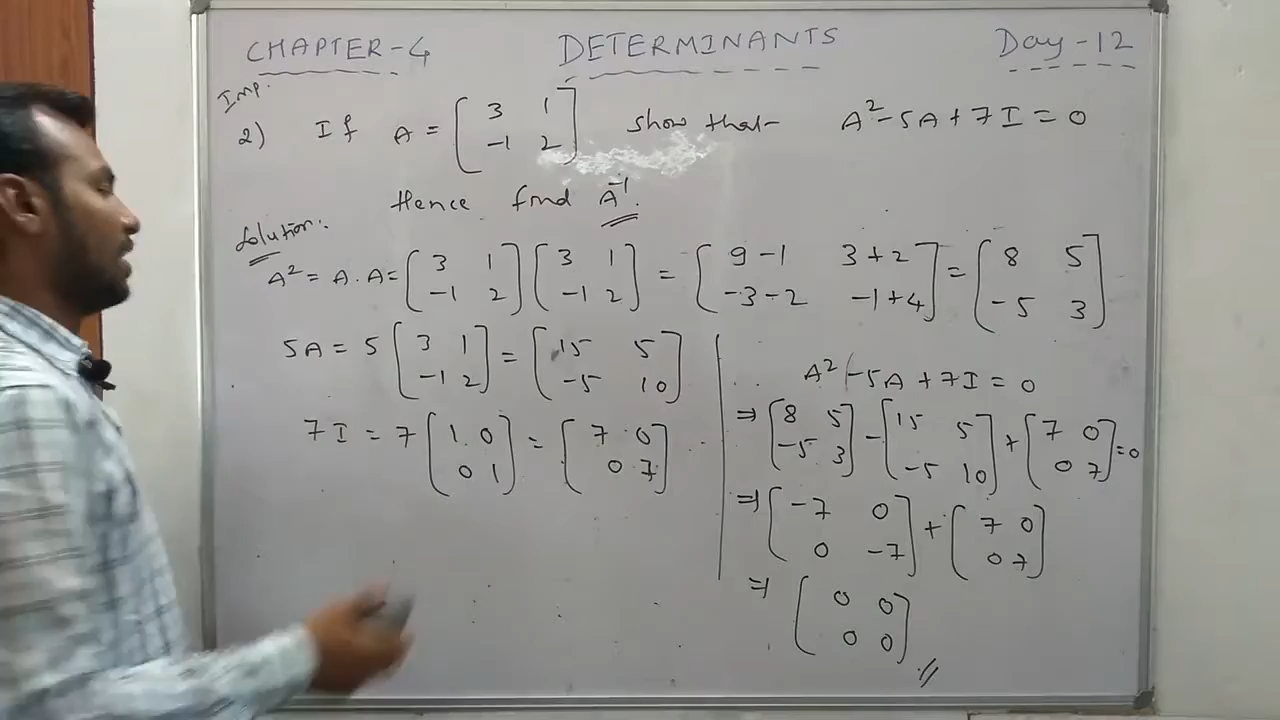 CHAPTER-4 DETERMINANTS Day-12
Imp.
2) If A = [3 1; -1 2] show that A²-5A+7I=0
Hence find A⁻¹.
Solution:
A² = A.A = [3 1; -1 2] [3 1; -1 2] = [9-1 3+2; -3-2 -1+4] = [8 5; -5 3]
5A = 5 [3 1; -1 2] = [15 5; -5 10]
7I = 7 [1 0; 0 1] = [7 0; 0 7]
A²-5A+7I=0
⇒ [8 5; -5 3] - [15 5; -5 10] + [7 0; 0 7] = 0
⇒ [-7 0; 0 -7] + [7 0; 0 7]
⇒ [0 0; 0 0] //